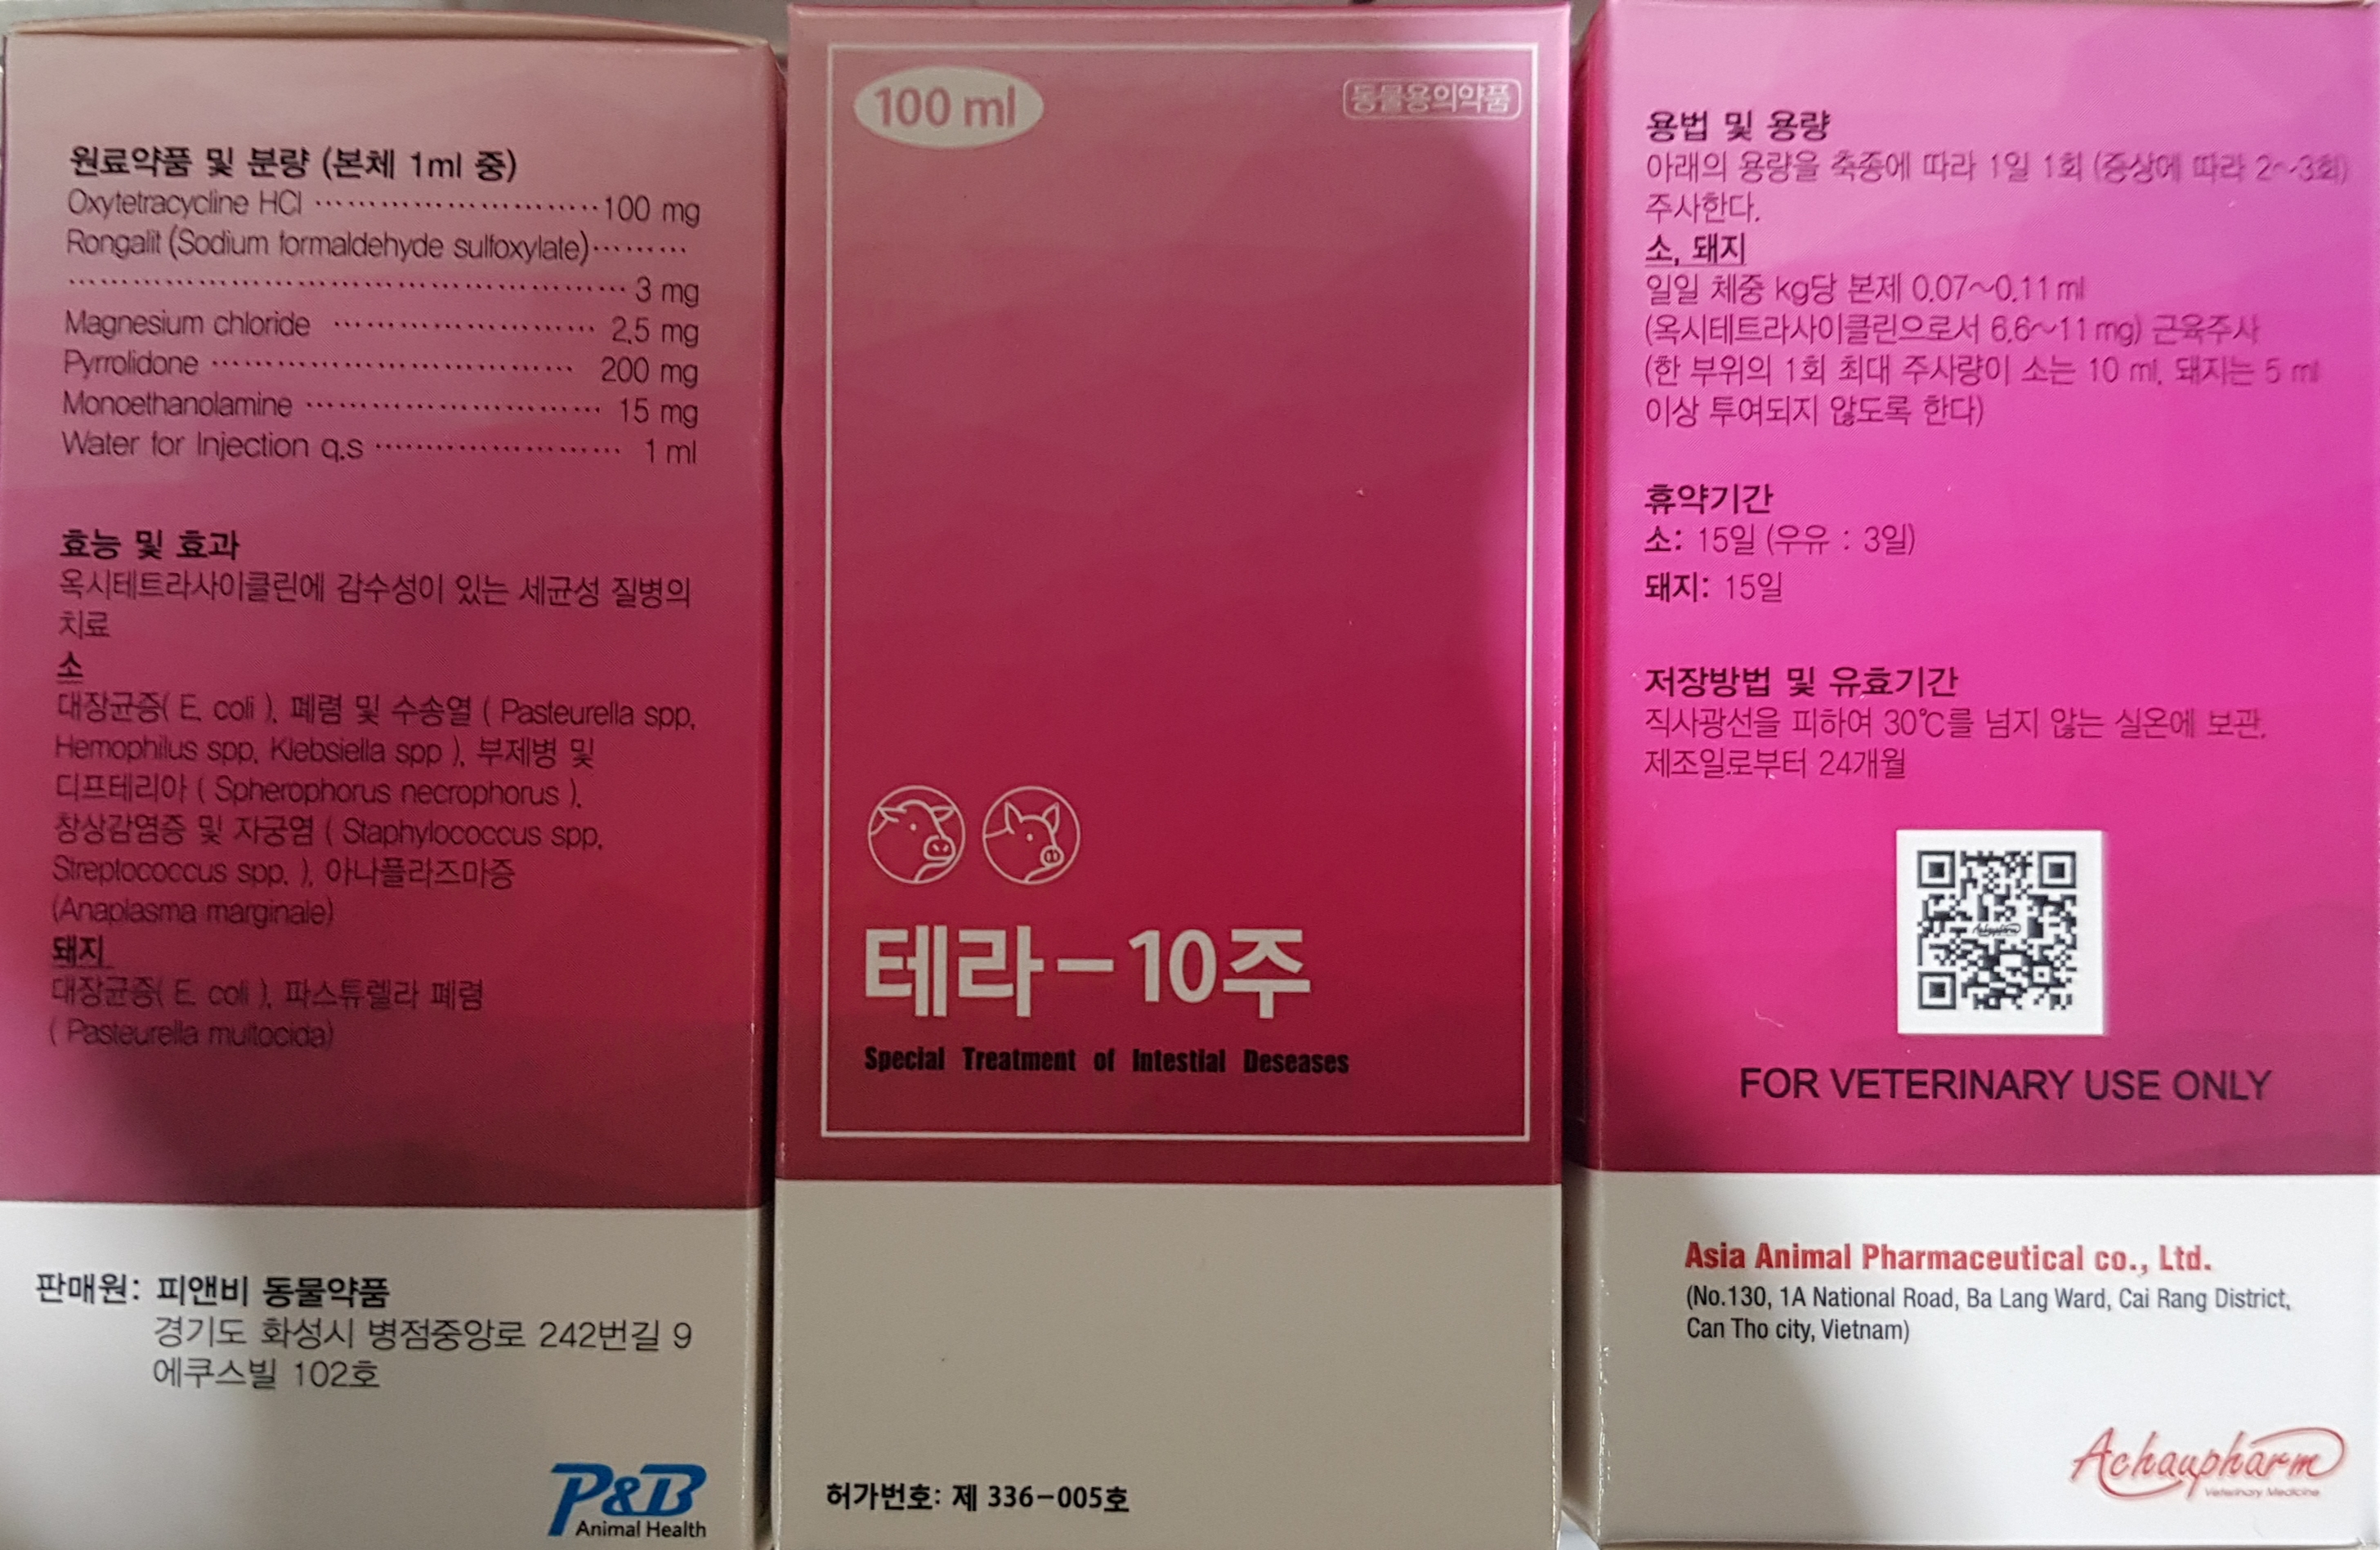 원료약품 및 분량 (본체 1ml 중)
Oxytetracycline HCl ··························100 mg
Rongalit (Sodium formaldehyde sulfoxylate)·········
···················································· 3 mg
Magnesium chloride ························ 2.5 mg
Pyrrolidone ································· 200 mg
Monoethanolamine ··························· 15 mg
Water for Injection q.s ······················· 1 ml
효능 및 효과
옥시테트라사이클린에 감수성이 있는 세균성 질병의
치료
소
대장균증( E. coli ), 폐렴 및 수송열 ( Pasteurella spp,
Hemophilus spp, Klebsiella spp ), 부제병 및
디프테리아 ( Spherophorus necrophorus ),
창상감염증 및 자궁염 ( Staphylococcus spp,
Streptococcus spp. ), 아나플라즈마증
(Anaplasma marginale)
돼지
대장균증( E. coli ), 파스튜렐라 폐렴
( Pasteurella multocida)
판매원: 피앤비 동물약품
경기도 화성시 병점중앙로 242번길 9
에쿠스빌 102호
P&B
Animal Health
100 ml
동물용의약품
테라-10주
Special Treatment of Intestial Deseases
허가번호: 제 336-005호
용법 및 용량
아래의 용량을 축종에 따라 1일 1회 (증상에 따라 2~3회)
주사한다.
소, 돼지
일일 체중 kg당 본제 0.07~0.11 ml
(옥시테트라사이클린으로서 6.6~11 mg) 근육주사
(한 부위의 1회 최대 주사량이 소는 10 ml, 돼지는 5 ml
이상 투여되지 않도록 한다)
휴약기간
소: 15일 (우유 : 3일)
돼지: 15일
저장방법 및 유효기간
직사광선을 피하여 30℃를 넘지 않는 실온에 보관.
제조일로부터 24개월
Achaupharm
FOR VETERINARY USE ONLY
Asia Animal Pharmaceutical co., Ltd.
(No.130, 1A National Road, Ba Lang Ward, Cai Rang District,
Can Tho city, Vietnam)
Achaupharm
Veterinary Medicine